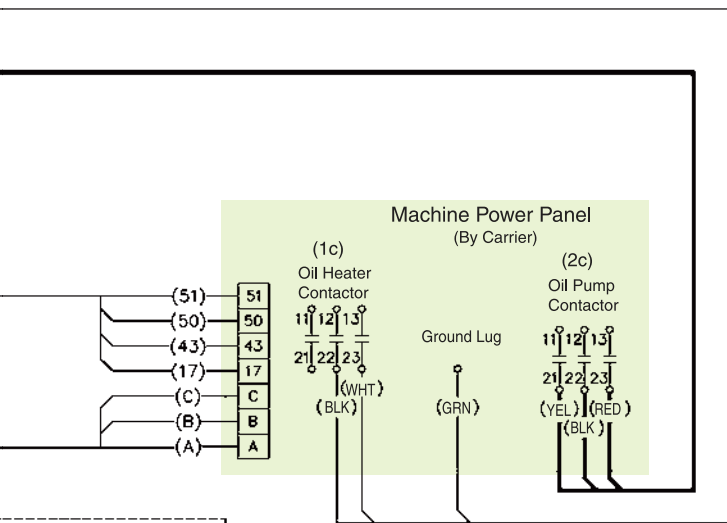 Machine Power Panel
(By Carrier)
(1c)
Oil Heater
Contactor
11 12 13
21 22 23
(BLK)
(WHT)
Ground Lug
(GRN)
(2c)
Oil Pump
Contactor
11 12 13
21 22 23
(YEL)
(BLK)
(RED)
(51) 51
(50) 50
(43) 43
(17) 17
(C) C
(B) B
(A) A